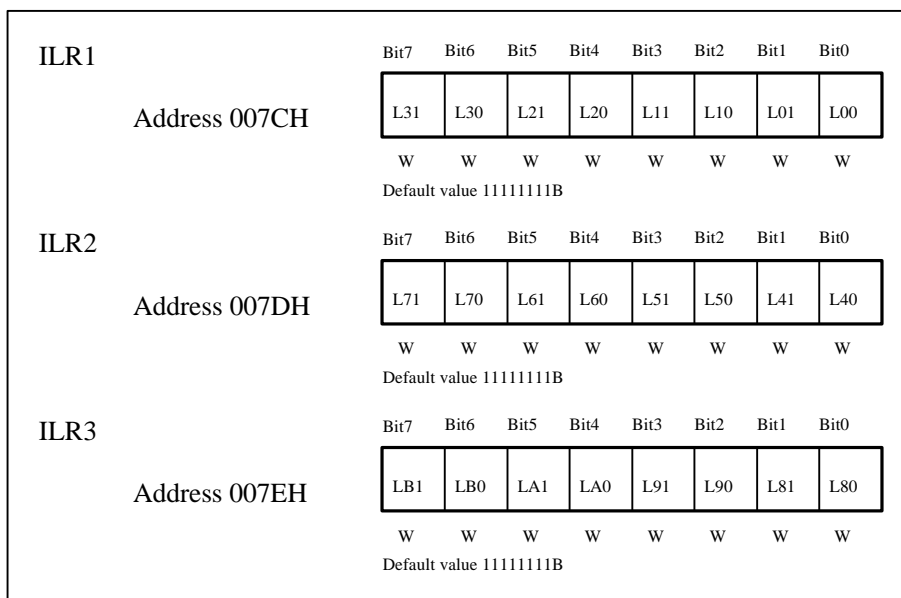 ILR1
Bit7 Bit6 Bit5 Bit4 Bit3 Bit2 Bit1 Bit0
Address 007CH
L31 L30 L21 L20 L11 L10 L01 L00
W W W W W W W W
Default value 11111111B
ILR2
Bit7 Bit6 Bit5 Bit4 Bit3 Bit2 Bit1 Bit0
Address 007DH
L71 L70 L61 L60 L51 L50 L41 L40
W W W W W W W W
Default value 11111111B
ILR3
Bit7 Bit6 Bit5 Bit4 Bit3 Bit2 Bit1 Bit0
Address 007EH
LB1 LB0 LA1 LA0 L91 L90 L81 L80
W W W W W W W W
Default value 11111111B